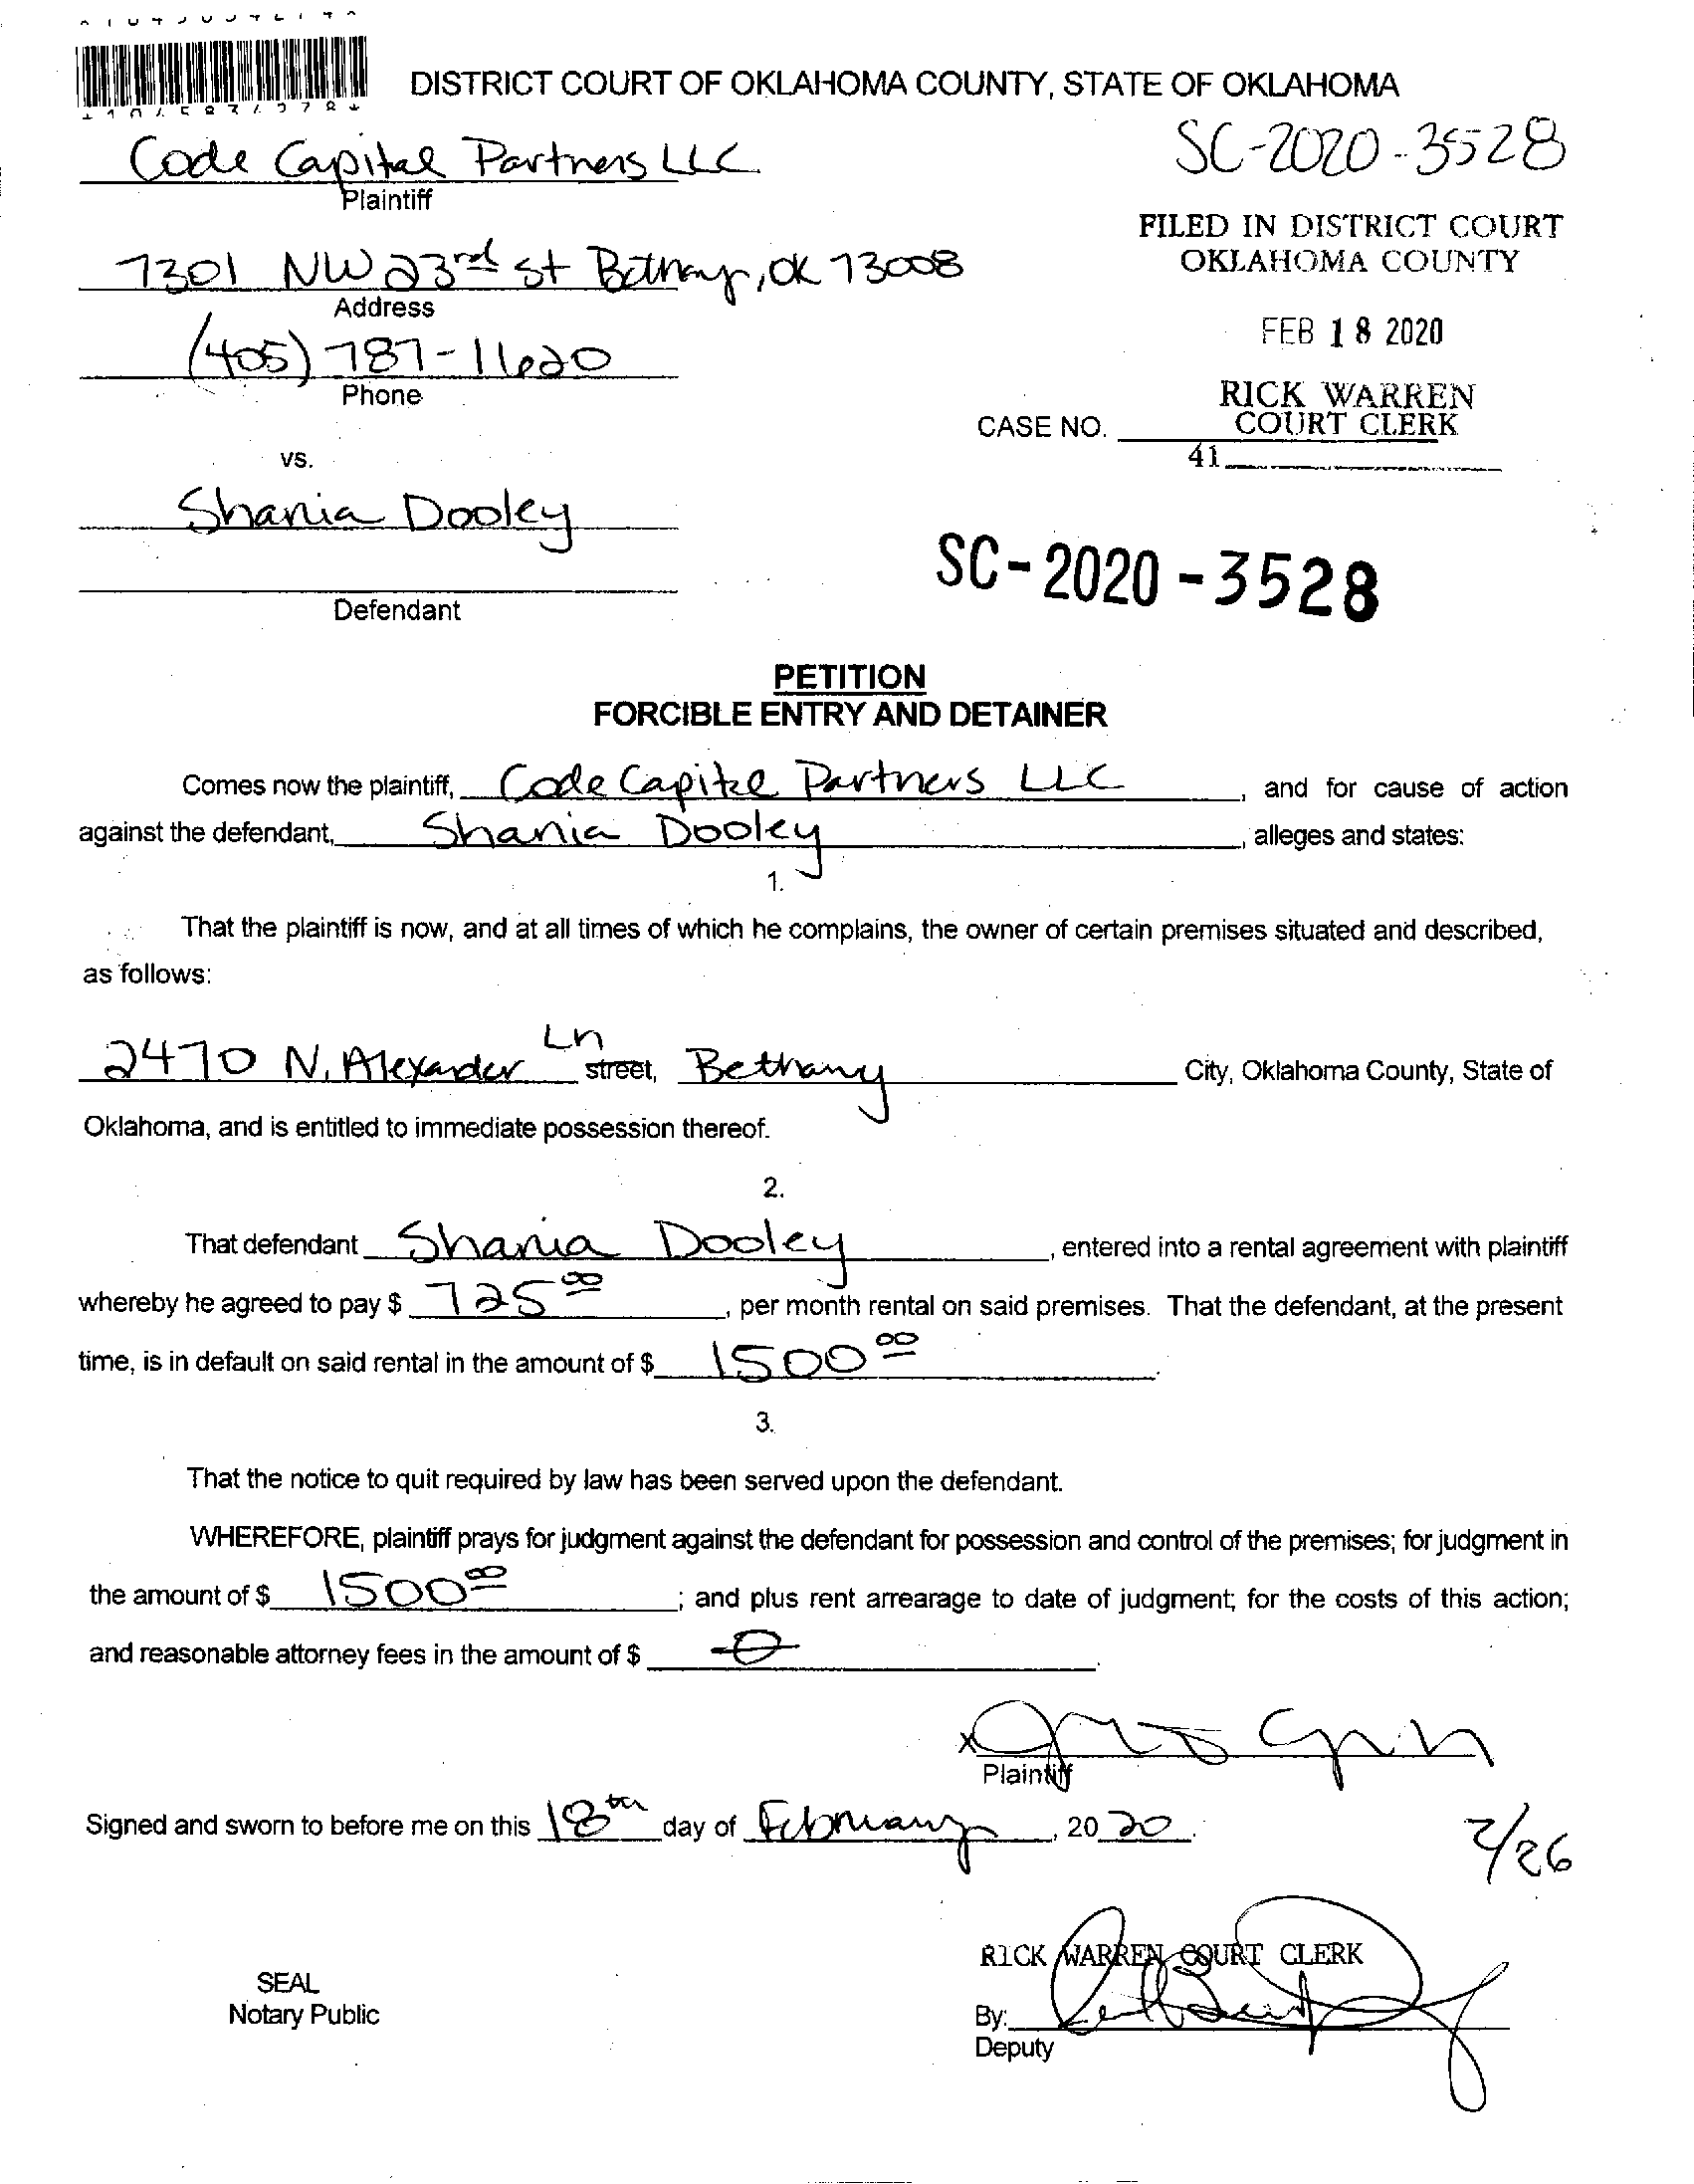 DISTRICT COURT OF OKLAHOMA COUNTY, STATE OF OKLAHOMA
Code Capital Partners LLC
SC-2020-3528
Plaintiff
FILED IN DISTRICT COURT
OKLAHOMA COUNTY
7301 NW 23rd St Bethany, OK 73008
Address
FEB 18 2020
(405) 787-1620
Phone
RICK WARREN
COURT CLERK
CASE NO.
41
vs.
Shania Dooley
SC-2020-3528
Defendant
PETITION
FORCIBLE ENTRY AND DETAINER
Comes now the plaintiff, Code Capital Partners LLC, and for cause of action
against the defendant, Shania Dooley, alleges and states:
1.
That the plaintiff is now, and at all times of which he complains, the owner of certain premises situated and described,
as follows:
2470 N. Alexander Ln street, Bethany City, Oklahoma County, State of
Oklahoma, and is entitled to immediate possession thereof.
2.
That defendant Shania Dooley, entered into a rental agreement with plaintiff
whereby he agreed to pay $ 725 00, per month rental on said premises. That the defendant, at the present
time, is in default on said rental in the amount of $ 1500 00.
3.
That the notice to quit required by law has been served upon the defendant.
WHEREFORE, plaintiff prays for judgment against the defendant for possession and control of the premises; for judgment in
the amount of $ 1500 00; and plus rent arrearage to date of judgment; for the costs of this action;
and reasonable attorney fees in the amount of $ -0-.
x
Plaintiff
Signed and sworn to before me on this 18th day of February, 2020.
2/26
RICK WARREN COURT CLERK
SEAL
Notary Public
By:
Deputy